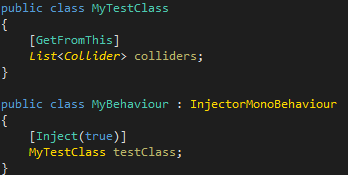 public class MyTestClass
{
[GetFromThis]
List<Collider> colliders;
}
public class MyBehaviour : InjectorMonoBehaviour
{
[Inject(true)]
MyTestClass testClass;
}